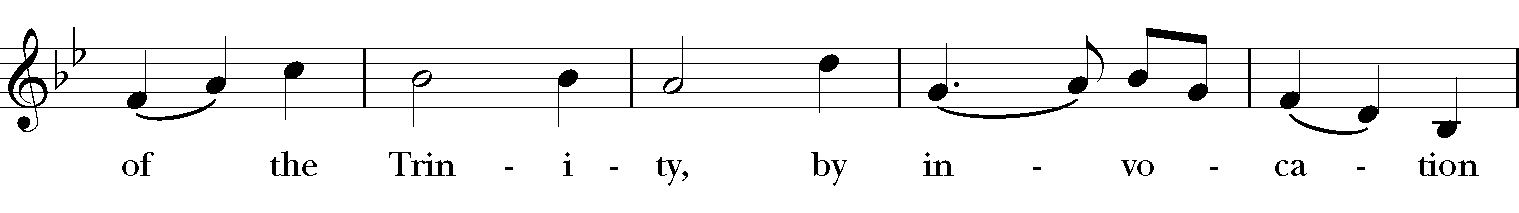 of the Trin - i - ty, by in - vo - ca - tion